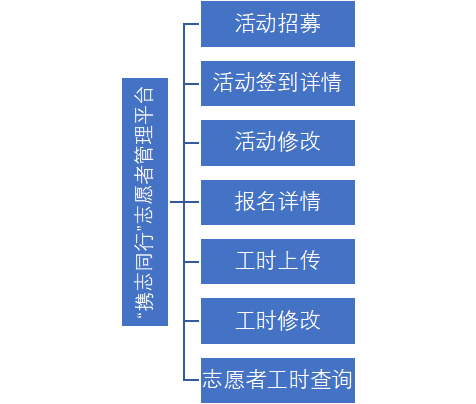 “携志同行”志愿者管理平台
活动招募
活动签到详情
活动修改
报名详情
工时上传
工时修改
志愿者工时查询